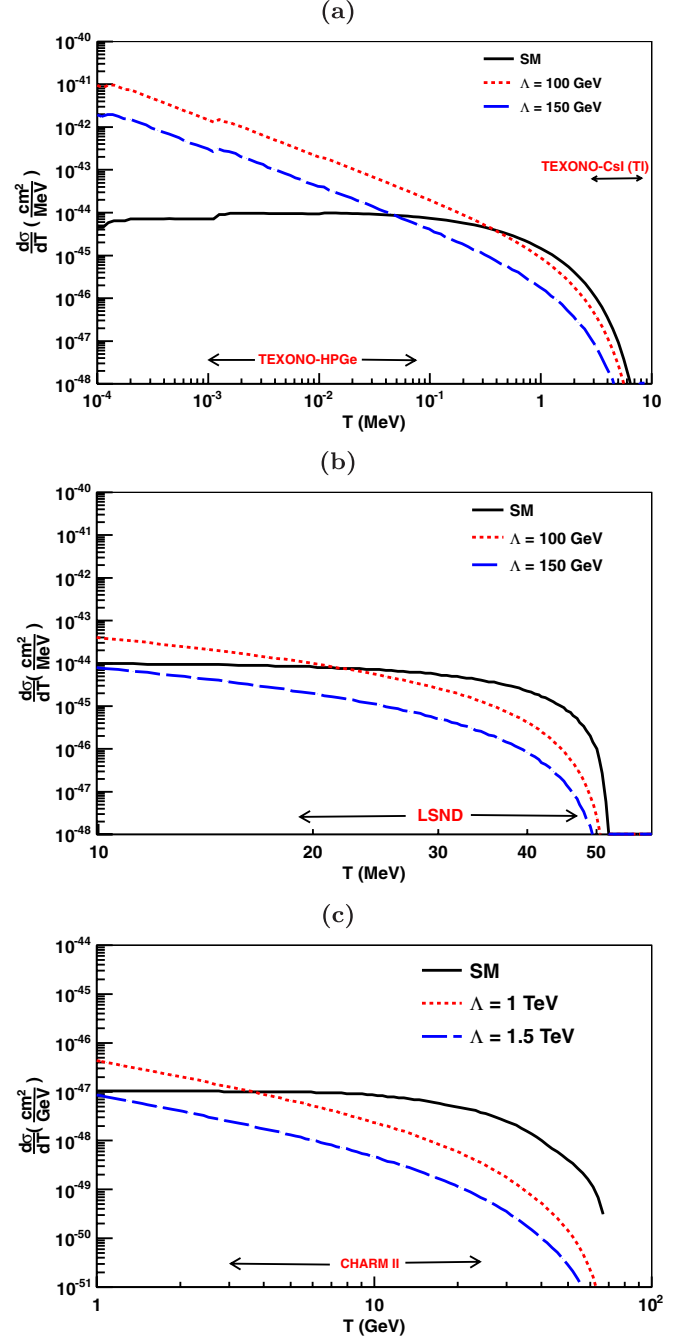 (a)
10⁻⁴⁰
10⁻⁴¹
10⁻⁴²
10⁻⁴³
10⁻⁴⁴
10⁻⁴⁵
10⁻⁴⁶
10⁻⁴⁷
10⁻⁴⁸
dσ/dT (cm²/MeV)
SM
Λ = 100 GeV
Λ = 150 GeV
TEXONO-CsI (Tl)
TEXONO-HPGe
10⁻⁴ 10⁻³ 10⁻² 10⁻¹ 1 10
T (MeV)
(b)
10⁻⁴⁰
10⁻⁴¹
10⁻⁴²
10⁻⁴³
10⁻⁴⁴
10⁻⁴⁵
10⁻⁴⁶
10⁻⁴⁷
10⁻⁴⁸
dσ/dT (cm²/MeV)
SM
Λ = 100 GeV
Λ = 150 GeV
LSND
10 20 30 40 50
T (MeV)
(c)
10⁻⁴⁴
10⁻⁴⁵
10⁻⁴⁶
10⁻⁴⁷
10⁻⁴⁸
10⁻⁴⁹
10⁻⁵⁰
10⁻⁵¹
dσ/dT (cm²/GeV)
SM
Λ = 1 TeV
Λ = 1.5 TeV
CHARM II
1 10 10²
T (GeV)